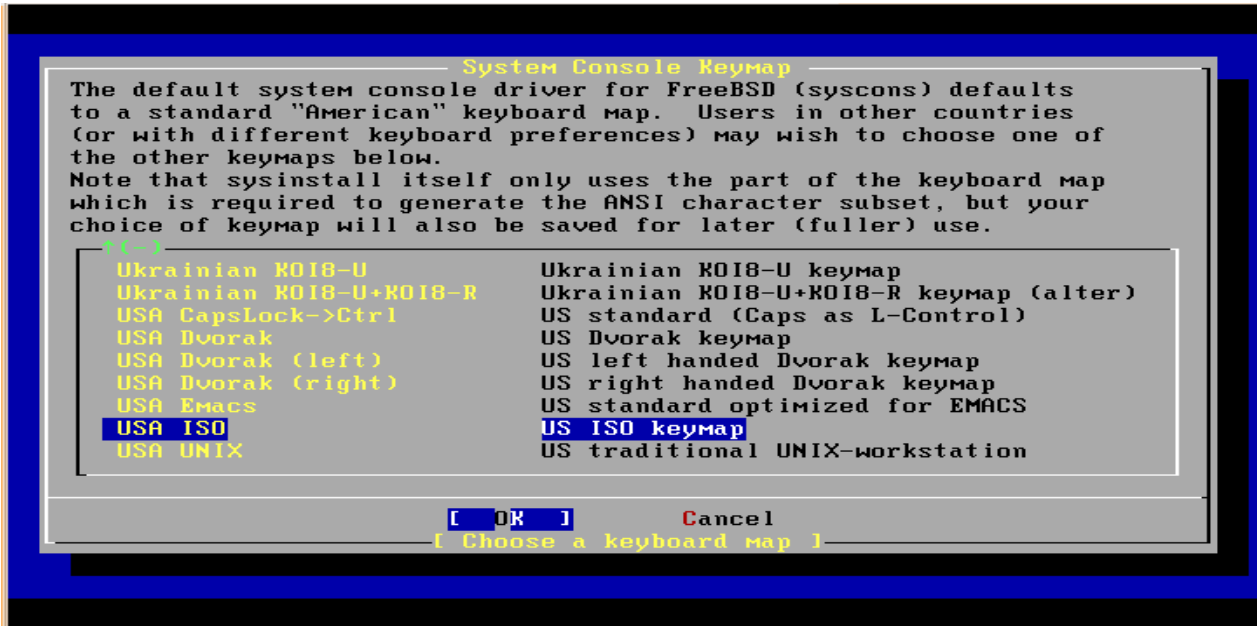 System Console Keymap
The default system console driver for FreeBSD (syscons) defaults
to a standard "American" keyboard map.  Users in other countries
(or with different keyboard preferences) may wish to choose one of
the other keymaps below.
Note that sysinstall itself only uses the part of the keyboard map
which is required to generate the ANSI character subset, but your
choice of keymap will also be saved for later (fuller) use.
↑(-)
Ukrainian KOI8-U Ukrainian KOI8-U keymap
Ukrainian KOI8-U+KOI8-R Ukrainian KOI8-U+KOI8-R keymap (alter)
USA CapsLock->Ctrl US standard (Caps as L-Control)
USA Dvorak US Dvorak keymap
USA Dvorak (left) US left handed Dvorak keymap
USA Dvorak (right) US right handed Dvorak keymap
USA Emacs US standard optimized for EMACS
USA ISO US ISO keymap
USA UNIX US traditional UNIX-workstation
[ OK ] Cancel
[ Choose a keyboard map ]